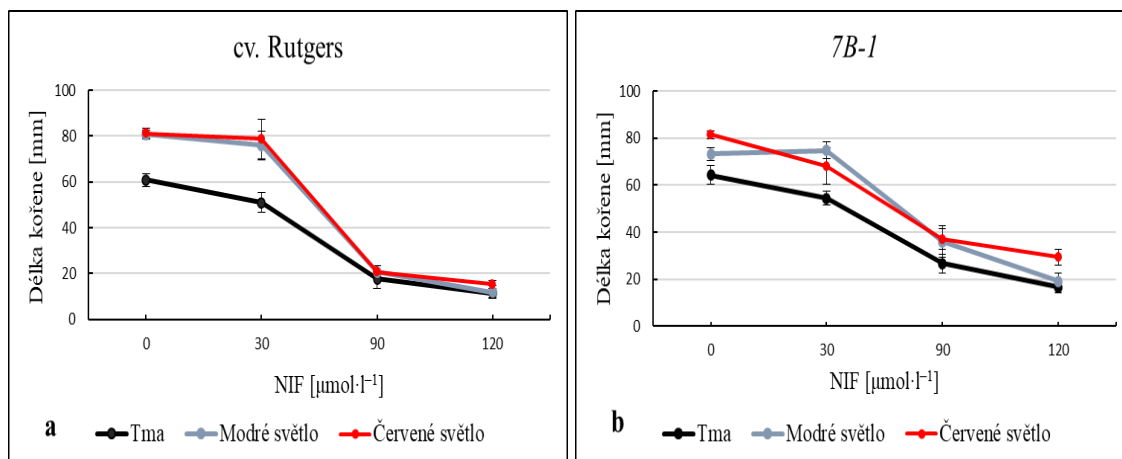 cv. Rutgers
Délka kořene [mm]
100
80
60
40
20
0
0 30 90 120
NIF [µmol·l⁻¹]
a Tma Modré světlo Červené světlo
7B-1
Délka kořene [mm]
100
80
60
40
20
0
0 30 90 120
NIF [µmol·l⁻¹]
b Tma Modré světlo Červené světlo